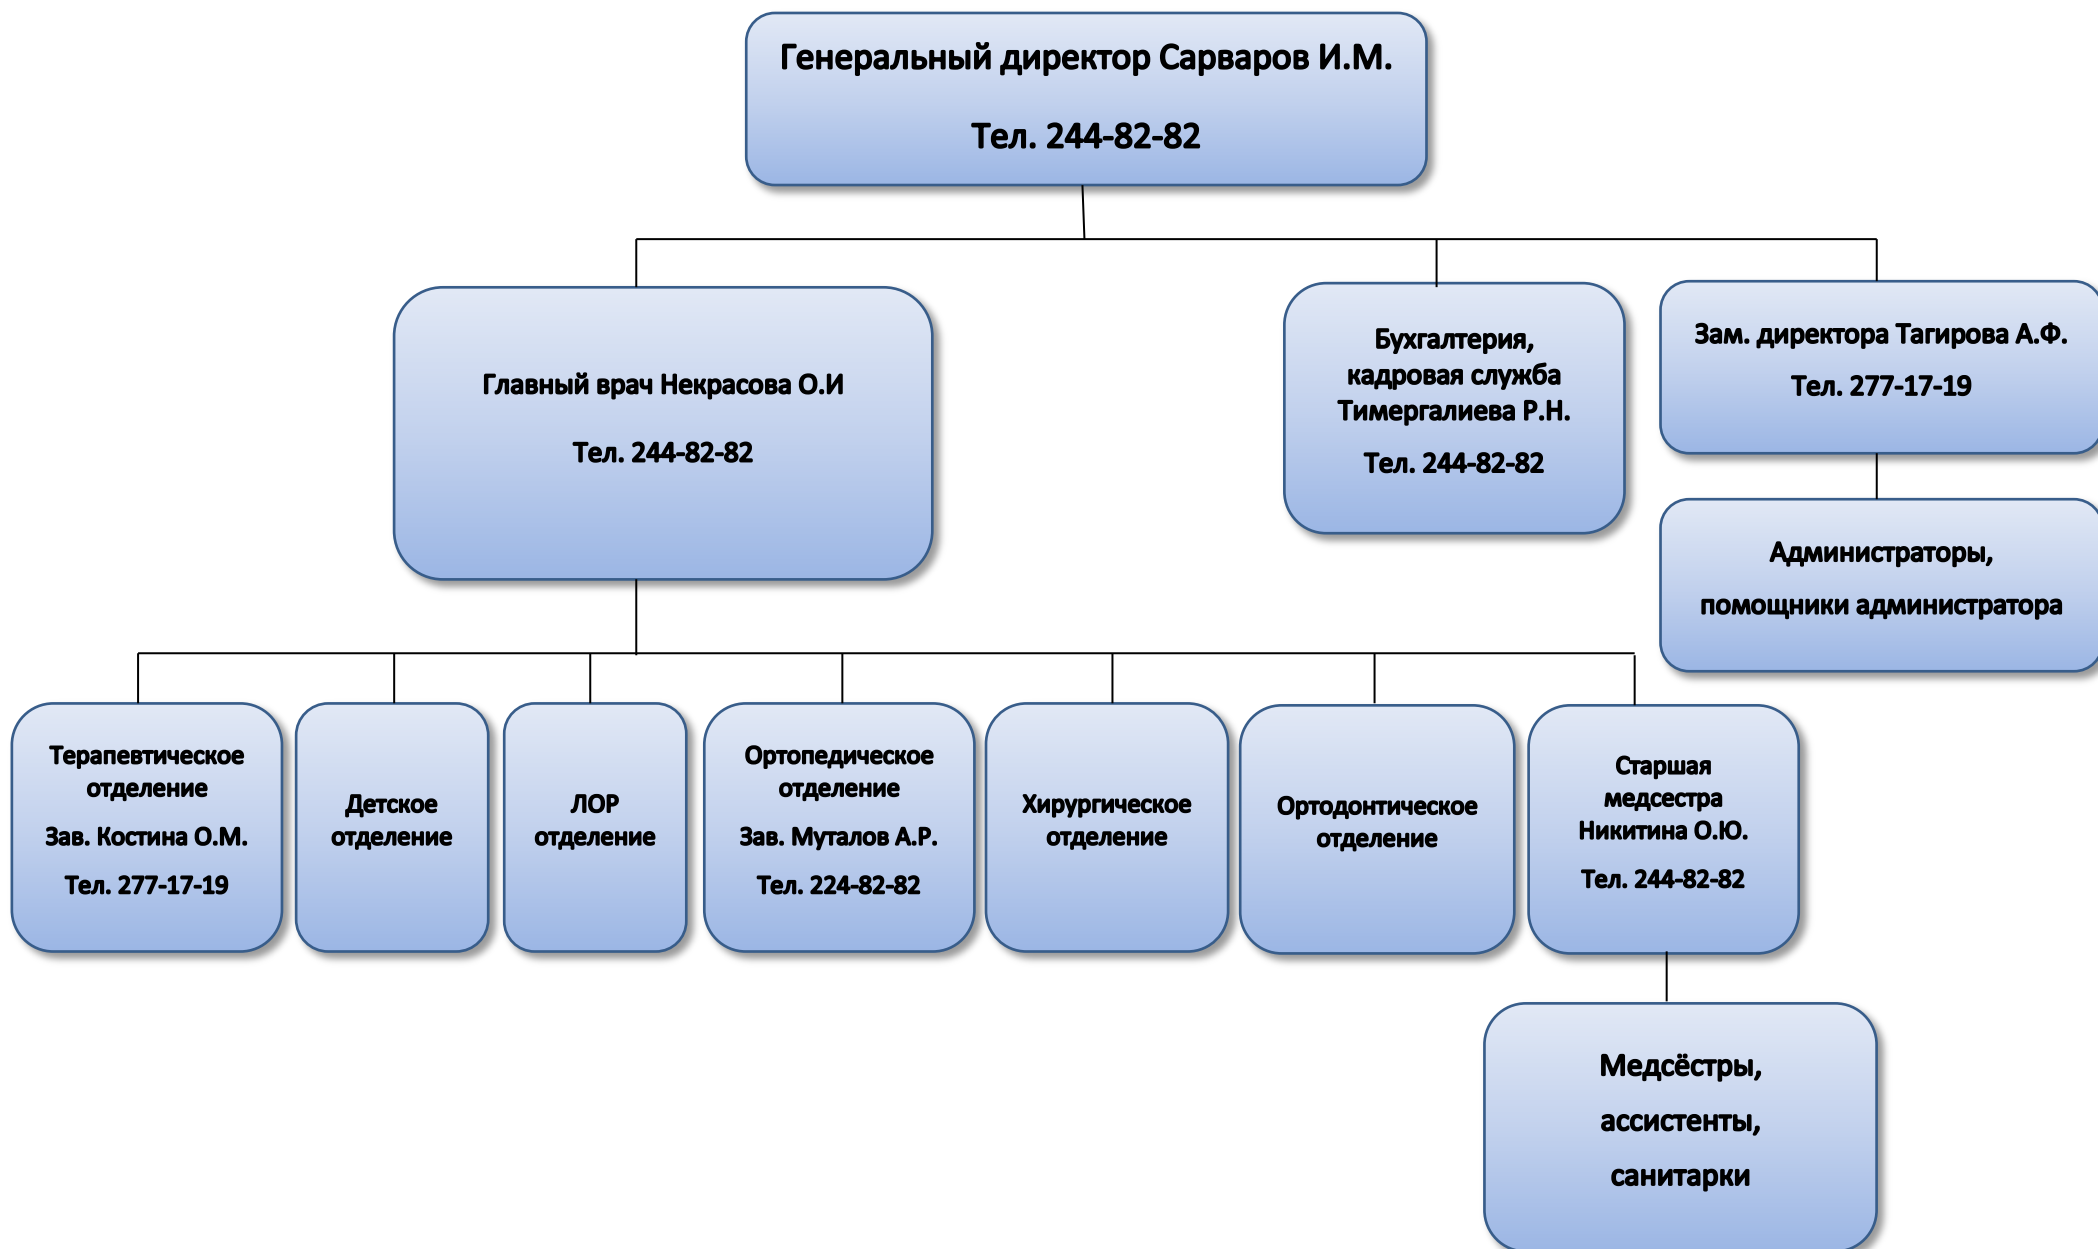 Генеральный директор Сарваров И.М.
Тел. 244-82-82
Главный врач Некрасова О.И
Тел. 244-82-82
Бухгалтерия,
кадровая служба
Тимергалиева Р.Н.
Тел. 244-82-82
Зам. директора Тагирова А.Ф.
Тел. 277-17-19
Администраторы,
помощники администратора
Терапевтическое
отделение
Зав. Костина О.М.
Тел. 277-17-19
Детское
отделение
ЛОР
отделение
Ортопедическое
отделение
Зав. Муталов А.Р.
Тел. 224-82-82
Хирургическое
отделение
Ортодонтическое
отделение
Старшая
медсестра
Никитина О.Ю.
Тел. 244-82-82
Медсёстры,
ассистенты,
санитарки